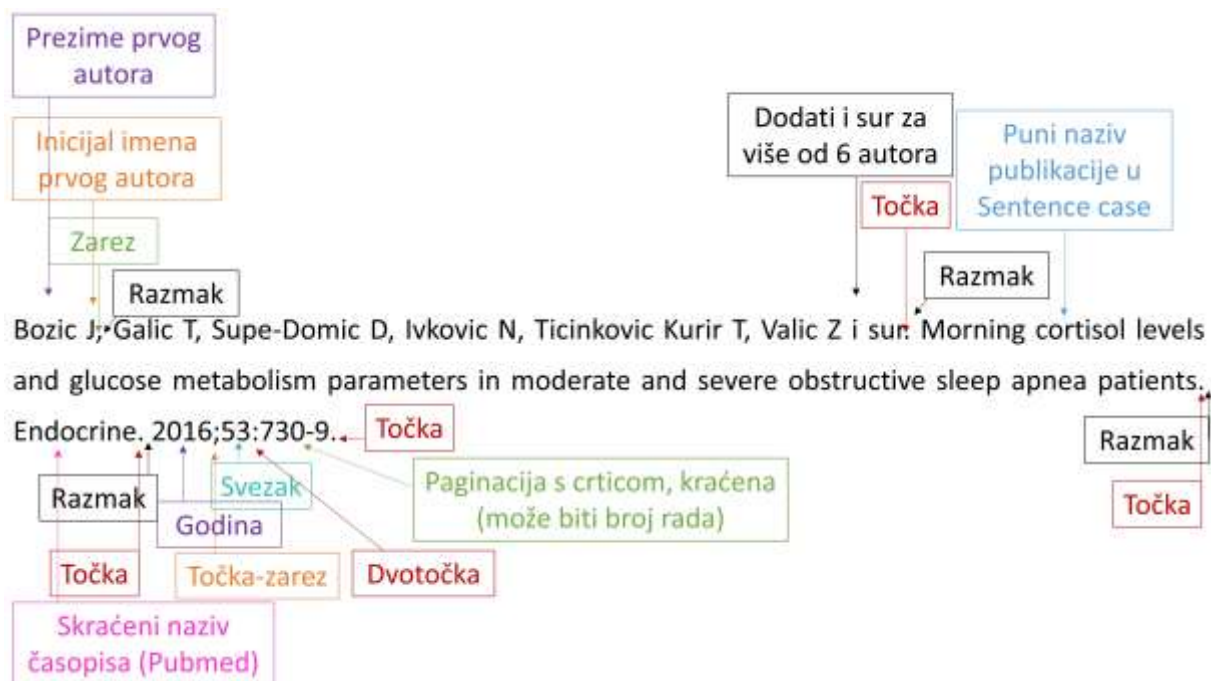 Prezime prvog
autora
Inicijal imena
prvog autora
Zarez
Razmak
Dodati i sur za
više od 6 autora
Točka
Puni naziv
publikacije u
Sentence case
Razmak
Bozic J, Galic T, Supe-Domic D, Ivkovic N, Ticinkovic Kurir T, Valic Z i sur. Morning cortisol levels
and glucose metabolism parameters in moderate and severe obstructive sleep apnea patients.
Endocrine. 2016;53:730-9.
Točka
Razmak
Točka
Razmak
Svezak
Godina
Paginacija s crticom, kraćena
(može biti broj rada)
Točka
Točka-zarez
Dvotočka
Skraćeni naziv
časopisa (Pubmed)